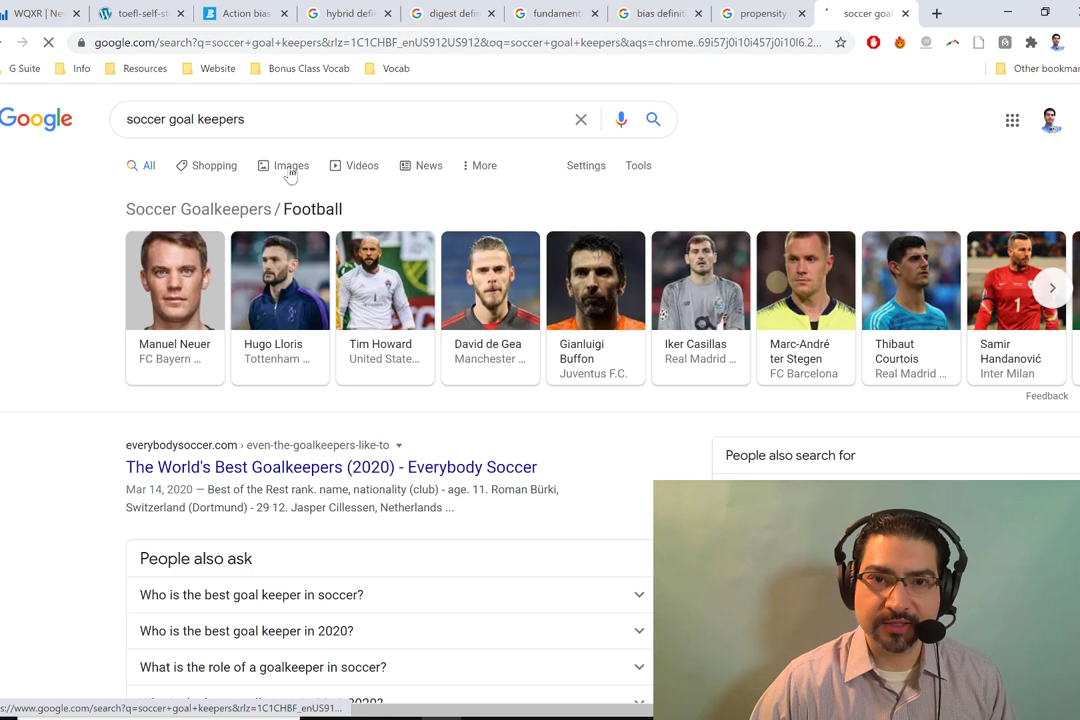 WQXR | Ne
toefl-self-st
Action bias
hybrid defi
digest defi
fundament
bias definit
propensity
soccer goal
google.com/search?q=soccer+goal+keepers&rlz=1C1CHBF_enUS912US912&oq=soccer+goal+keepers&aqs=chrome..69i57j0i10i457j0i10l6.2...
G Suite Info Resources Website Bonus Class Vocab Vocab Other bookmar
Google
soccer goal keepers
All Shopping Images Videos News More Settings Tools
Soccer Goalkeepers / Football
Manuel Neuer
FC Bayern ...
Hugo Lloris
Tottenham ...
Tim Howard
United State...
David de Gea
Manchester ...
Gianluigi
Buffon
Juventus F.C.
Iker Casillas
Real Madrid ...
Marc-André
ter Stegen
FC Barcelona
Thibaut
Courtois
Real Madrid ...
Samir
Handanović
Inter Milan
Feedback
everybodysoccer.com › even-the-goalkeepers-like-to
The World's Best Goalkeepers (2020) - Everybody Soccer
Mar 14, 2020 — Best of the Rest rank. name, nationality (club) - age. 11. Roman Bürki,
Switzerland (Dortmund) - 29 12. Jasper Cillessen, Netherlands ...
People also search for
People also ask
Who is the best goal keeper in soccer?
Who is the best goal keeper in 2020?
What is the role of a goalkeeper in soccer?
s://www.google.com/search?q=soccer+goal+keepers&rlz=1C1CHBF_enUS91...